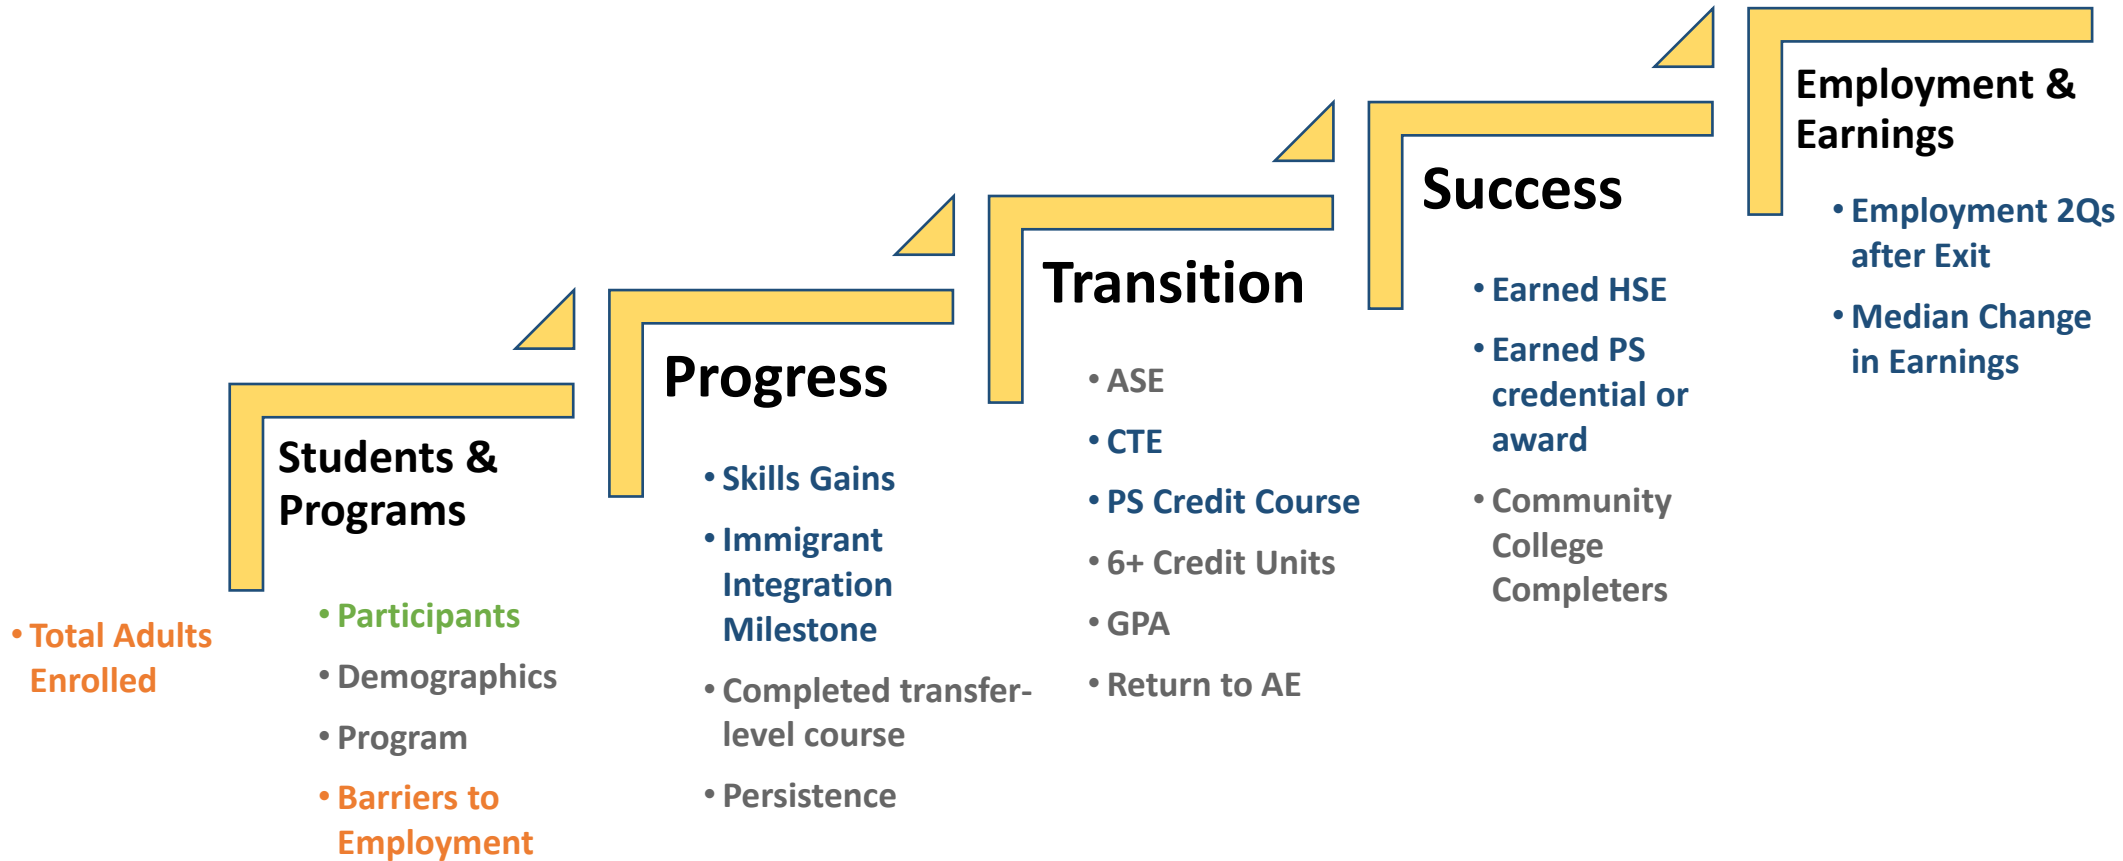 • Total Adults
Enrolled
Students &
Programs
• Participants
• Demographics
• Program
• Barriers to
Employment
Progress
• Skills Gains
• Immigrant
Integration
Milestone
• Completed transfer-
level course
• Persistence
Transition
• ASE
• CTE
• PS Credit Course
• 6+ Credit Units
• GPA
• Return to AE
Success
• Earned HSE
• Earned PS
credential or
award
• Community
College
Completers
Employment &
Earnings
• Employment 2Qs
after Exit
• Median Change
in Earnings